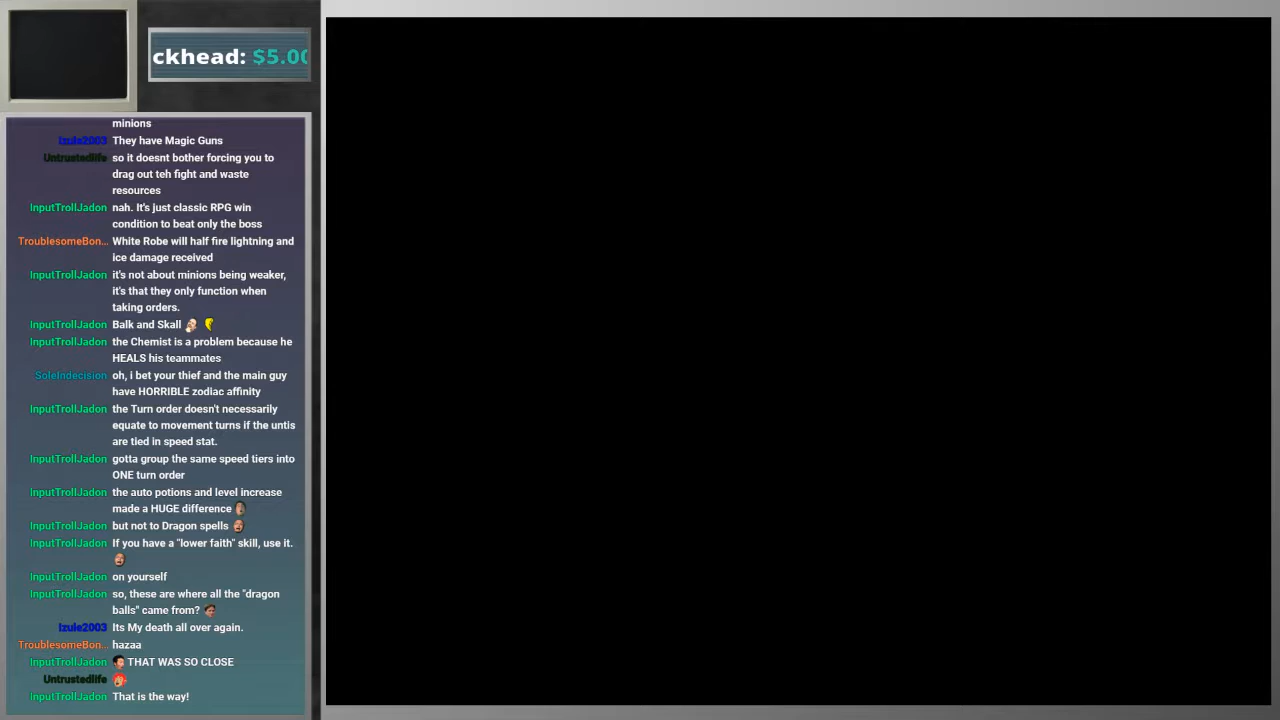 ckhead: $5.00
minions
Izule2003 They have Magic Guns
Untrustedlife so it doesnt bother forcing you to
drag out teh fight and waste
resources
InputTrollJadon nah. It's just classic RPG win
condition to beat only the boss
TroublesomeBon... White Robe will half fire lightning and
ice damage received
InputTrollJadon it's not about minions being weaker,
it's that they only function when
taking orders.
InputTrollJadon Balk and Skall
InputTrollJadon the Chemist is a problem because he
HEALS his teammates
SoleIndecision oh, i bet your thief and the main guy
have HORRIBLE zodiac affinity
InputTrollJadon the Turn order doesn't necessarily
equate to movement turns if the untis
are tied in speed stat.
InputTrollJadon gotta group the same speed tiers into
ONE turn order
InputTrollJadon the auto potions and level increase
made a HUGE difference
InputTrollJadon but not to Dragon spells
InputTrollJadon If you have a "lower faith" skill, use it.
InputTrollJadon on yourself
InputTrollJadon so, these are where all the "dragon
balls" came from?
Izule2003 Its My death all over again.
TroublesomeBon... hazaa
InputTrollJadon THAT WAS SO CLOSE
Untrustedlife
InputTrollJadon That is the way!